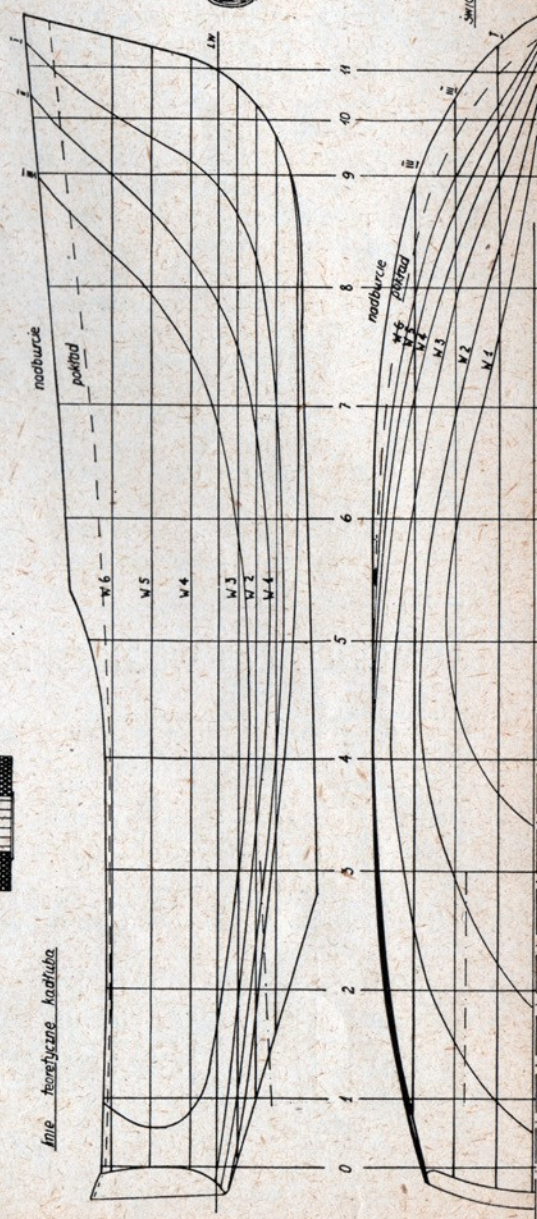 linie teoretyczne kadłuba
nadburcie
pokład
I
II
III
LW
W6
W5
W4
W3
W2
W1
0
1
2
3
4
5
6
7
8
9
10
11
nadburcie
pokład
W6
W5
W4
W3
W2
W1
III
II
I